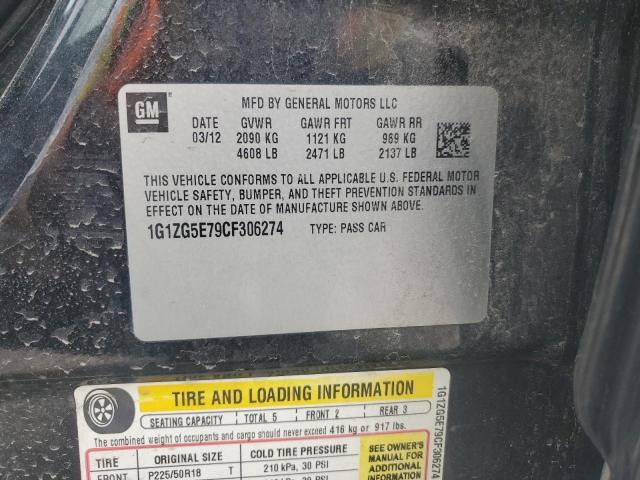 GM
MFD BY GENERAL MOTORS LLC
DATE GVWR GAWR FRT GAWR RR
03/12 2090 KG 1121 KG 969 KG
4608 LB 2471 LB 2137 LB
THIS VEHICLE CONFORMS TO ALL APPLICABLE U.S. FEDERAL MOTOR
VEHICLE SAFETY, BUMPER, AND THEFT PREVENTION STANDARDS IN
EFFECT ON THE DATE OF MANUFACTURE SHOWN ABOVE.
1G1ZG5E79CF306274 TYPE: PASS CAR
TIRE AND LOADING INFORMATION
SEATING CAPACITY TOTAL 5 FRONT 2 REAR 3
The combined weight of occupants and cargo should never exceed 416 kg or 917 lbs.
TIRE ORIGINAL SIZE COLD TIRE PRESSURE
FRONT P225/50R18 T 210 kPa, 30 PSI
SEE OWNER'S
MANUAL FOR
ADDITIONAL
INFORMATION
1G1ZG5E79CF306274